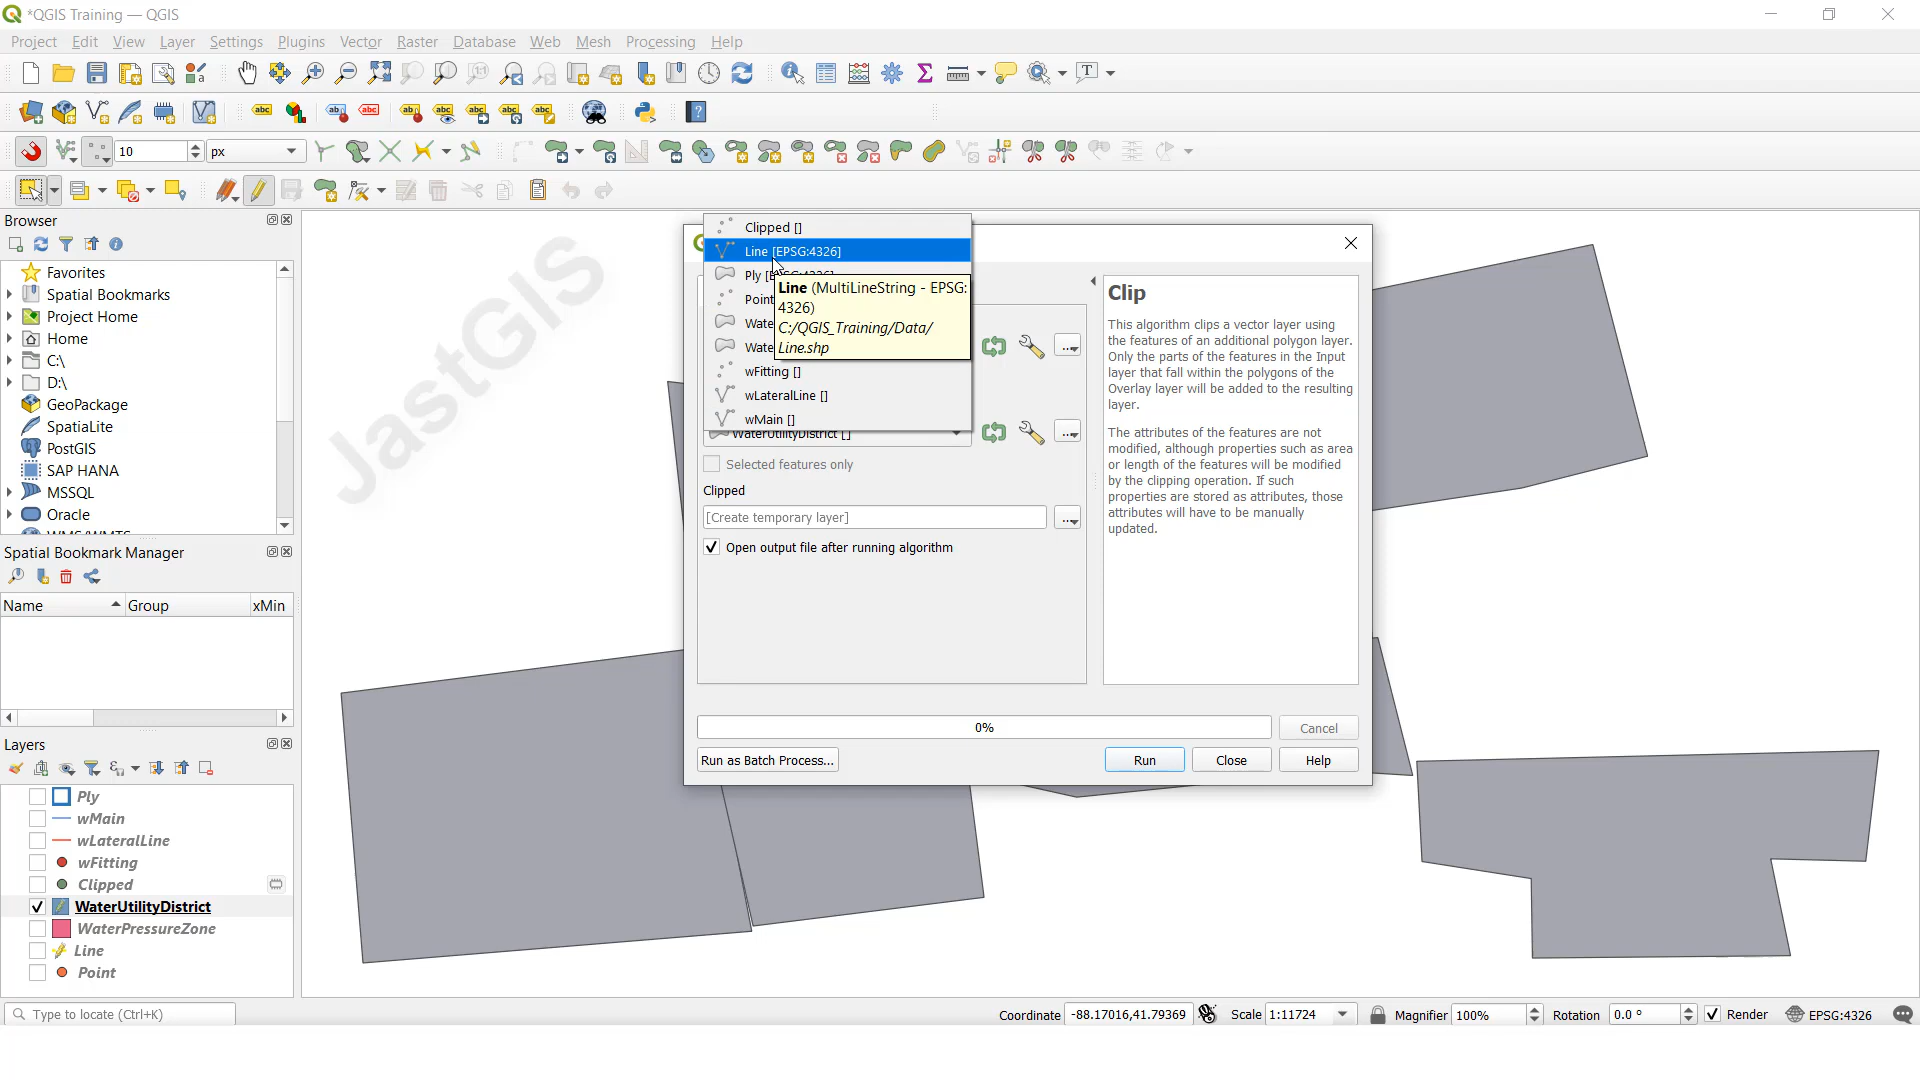 *QGIS Training — QGIS
Project Edit View Layer Settings Plugins Vector Raster Database Web Mesh Processing Help
10 px
Browser
Favorites
Spatial Bookmarks
Project Home
Home
C:\
D:\
GeoPackage
SpatiaLite
PostGIS
SAP HANA
MSSQL
Oracle
WMS/WMTS
Spatial Bookmark Manager
Name Group xMin
Layers
Ply
wMain
wLateralLine
wFitting
Clipped
WaterUtilityDistrict
WaterPressureZone
Line
Point
JastGIS
Clipped []
Line [EPSG:4326]
Ply [EPSG:4326]
Point
Wate
Wate
wFitting []
wLateralLine []
wMain []
Line (MultiLineString - EPSG:
4326)
C:/QGIS_Training/Data/
Line.shp
WaterUtilityDistrict []
Selected features only
Clipped
[Create temporary layer]
Open output file after running algorithm
Clip
This algorithm clips a vector layer using
the features of an additional polygon layer.
Only the parts of the features in the Input
layer that fall within the polygons of the
Overlay layer will be added to the resulting
layer.
The attributes of the features are not
modified, although properties such as area
or length of the features will be modified
by the clipping operation. If such
properties are stored as attributes, those
attributes will have to be manually
updated.
0%
Cancel
Run as Batch Process...
Run
Close
Help
Type to locate (Ctrl+K)
Coordinate -88.17016,41.79369 Scale 1:11724 Magnifier 100% Rotation 0.0 ° Render EPSG:4326